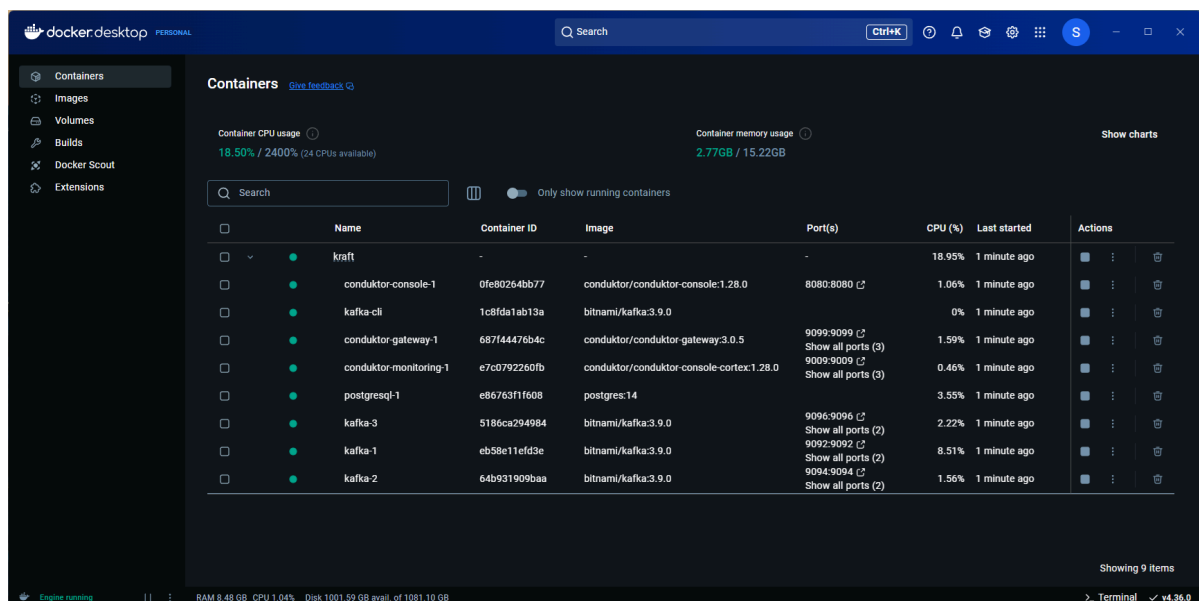 docker.desktop PERSONAL Search Ctrl+K S
Containers
Images
Volumes
Builds
Docker Scout
Extensions
Containers Give feedback
Container CPU usage
18.50% / 2400% (24 CPUs available)
Container memory usage
2.77GB / 15.22GB
Show charts
Search Only show running containers
Name Container ID Image Port(s) CPU (%) Last started Actions
kraft - - - 18.95% 1 minute ago
conduktor-console-1 0fe80264bb77 conduktor/conduktor-console:1.28.0 8080:8080 1.06% 1 minute ago
kafka-cli 1c8fda1ab13a bitnami/kafka:3.9.0 0% 1 minute ago
conduktor-gateway-1 687f44476b4c conduktor/conduktor-gateway:3.0.5 9099:9099 1.59% 1 minute ago
Show all ports (3)
conduktor-monitoring-1 e7c0792260fb conduktor/conduktor-console-cortex:1.28.0 9009:9009 0.46% 1 minute ago
Show all ports (3)
postgresql-1 e86763f1f608 postgres:14 3.55% 1 minute ago
kafka-3 5186ca294984 bitnami/kafka:3.9.0 9096:9096 2.22% 1 minute ago
Show all ports (2)
kafka-1 eb58e11efd3e bitnami/kafka:3.9.0 9092:9092 8.51% 1 minute ago
Show all ports (2)
kafka-2 64b931909baa bitnami/kafka:3.9.0 9094:9094 1.56% 1 minute ago
Show all ports (2)
Showing 9 items
Engine running RAM 8.48 GB CPU 1.04% Disk 1001.59 GB avail. of 1081.10 GB >_ Terminal v4.36.0